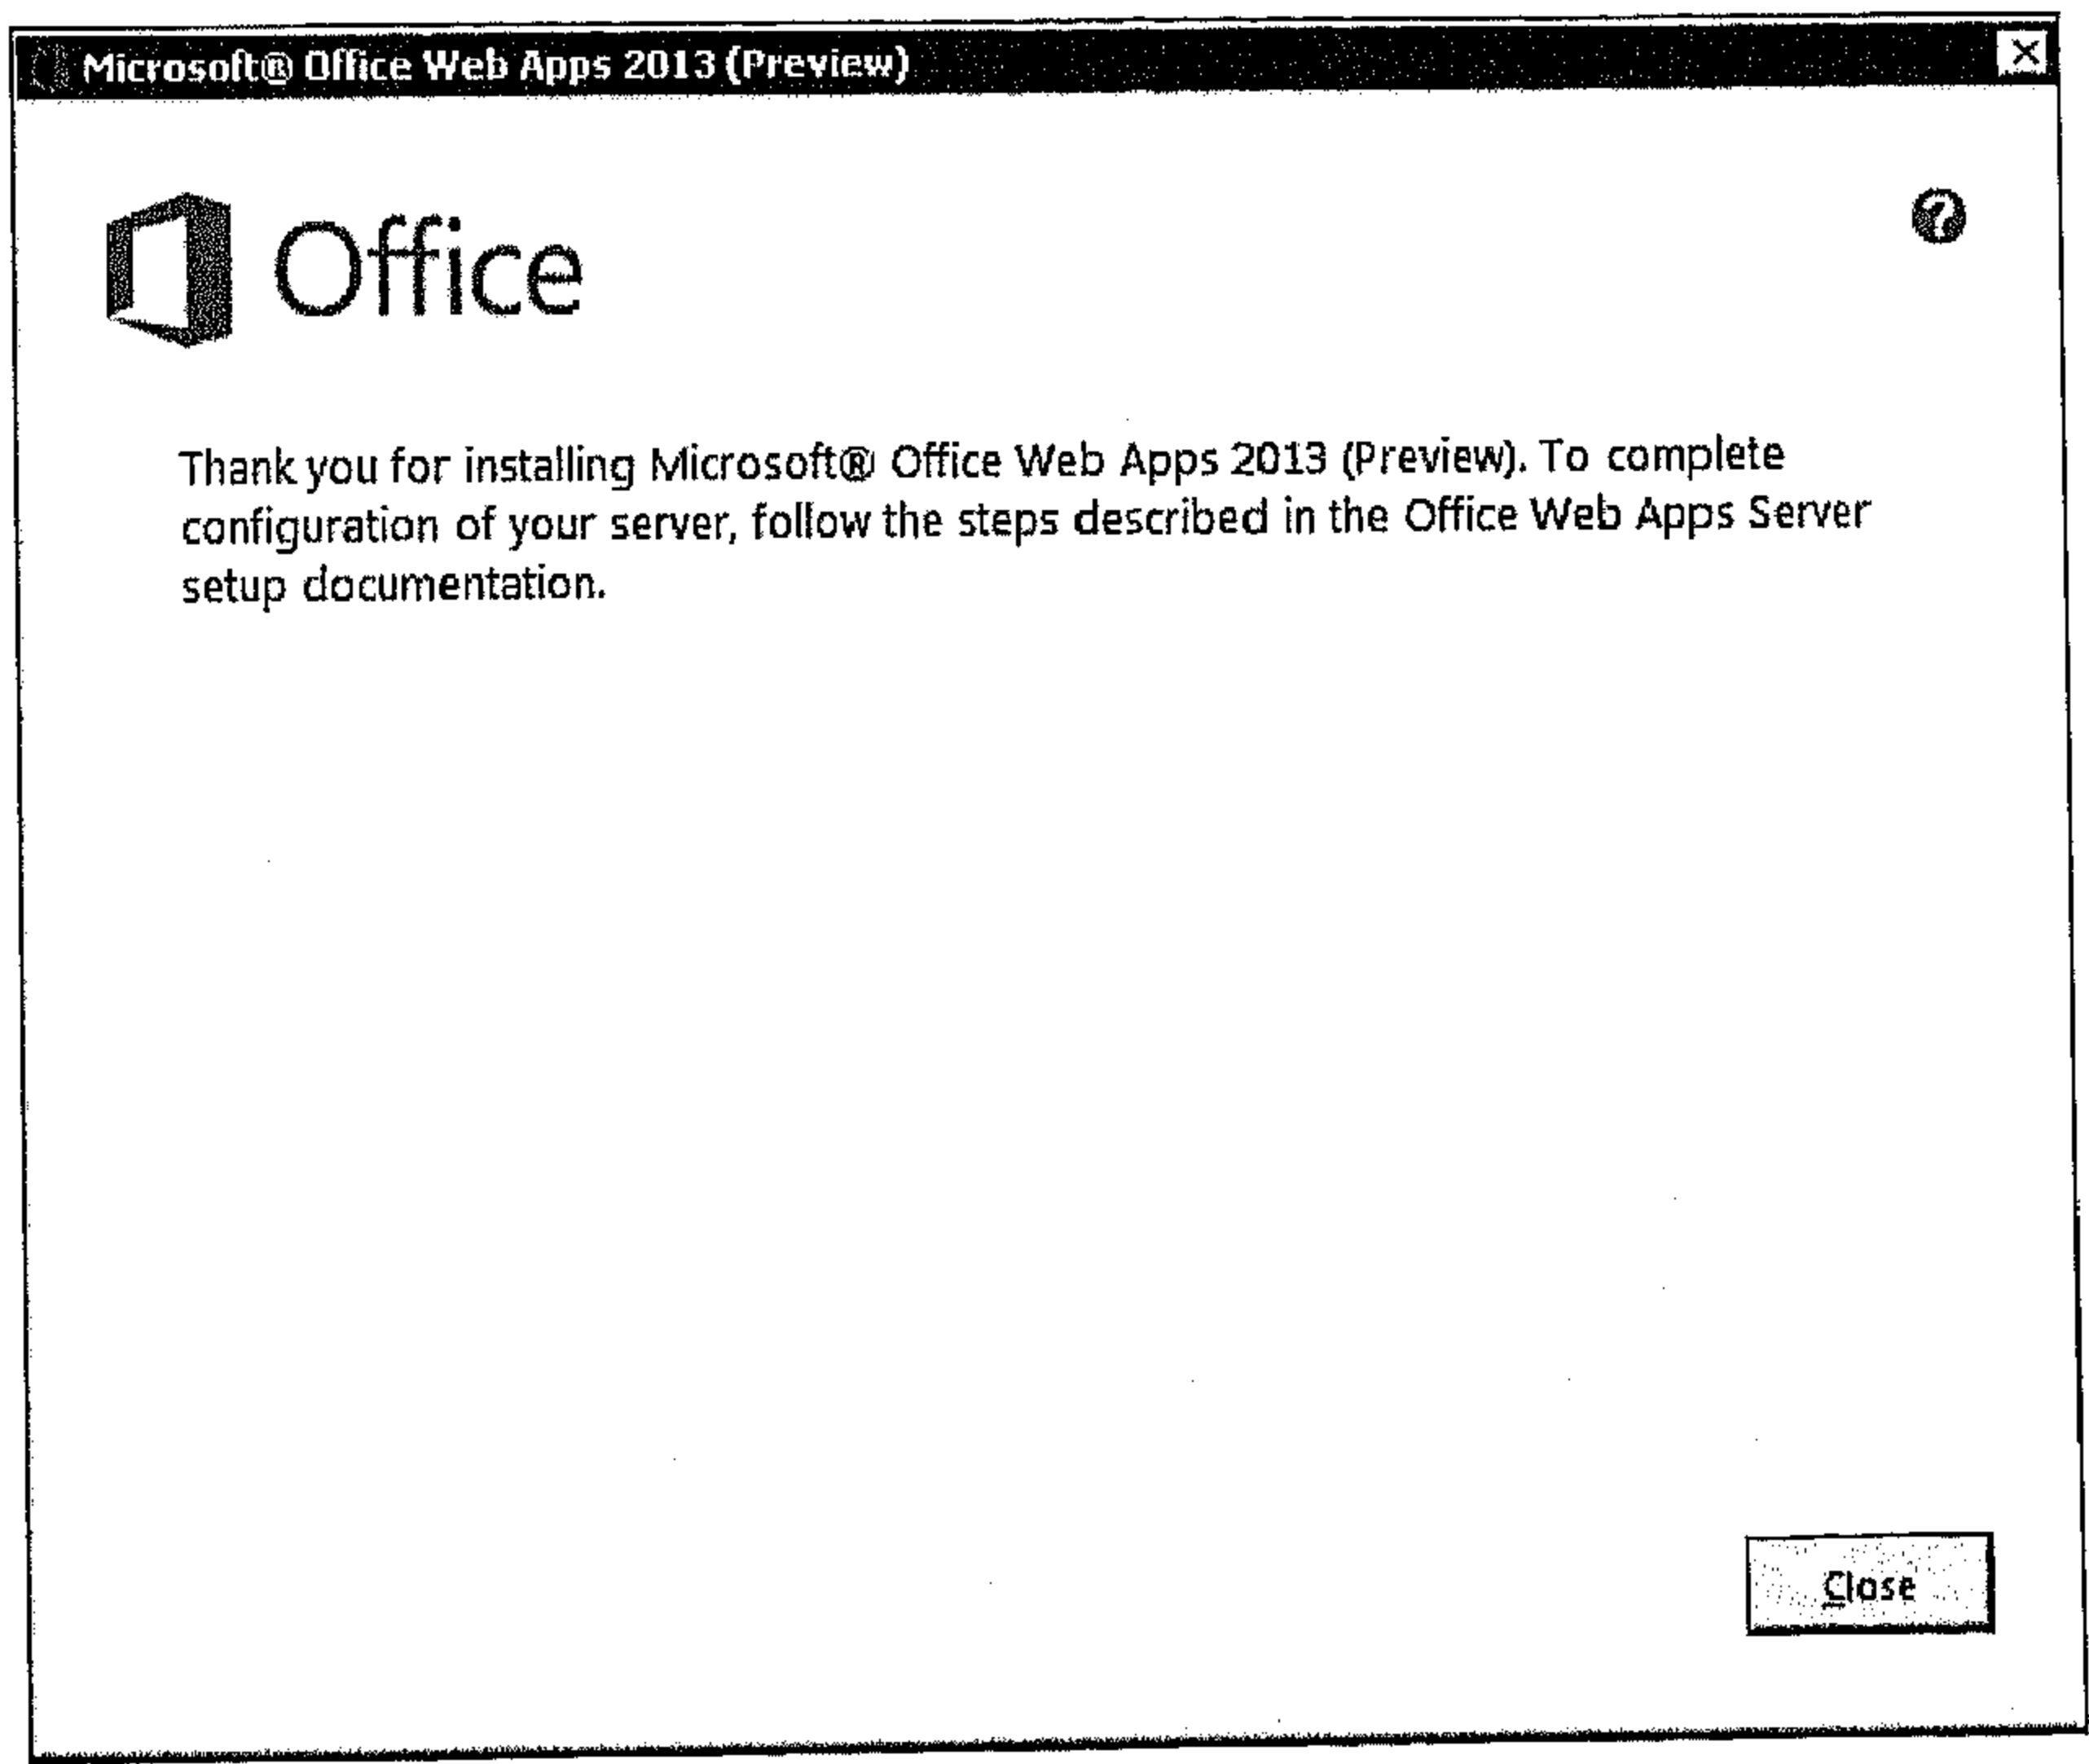 Microsoft® Office Web Apps 2013 (Preview)
Office
Thank you for installing Microsoft® Office Web Apps 2013 (Preview). To complete
configuration of your server, follow the steps described in the Office Web Apps Server
setup documentation.
Close